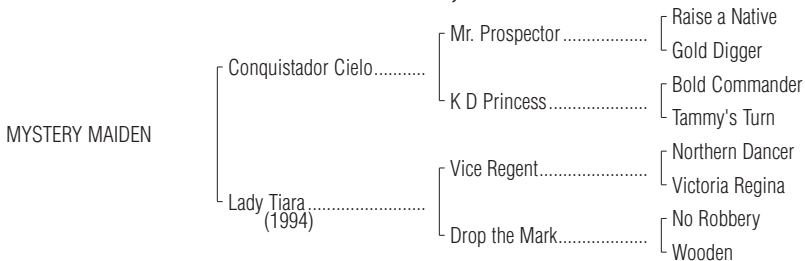 Raise a Native
Mr. Prospector...................
Gold Digger
Conquistador Cielo...........
Bold Commander
K D Princess......................
Tammy's Turn
MYSTERY MAIDEN
Northern Dancer
Vice Regent........................
Victoria Regina
Lady Tiara..........................
(1994)
No Robbery
Drop the Mark....................
Wooden